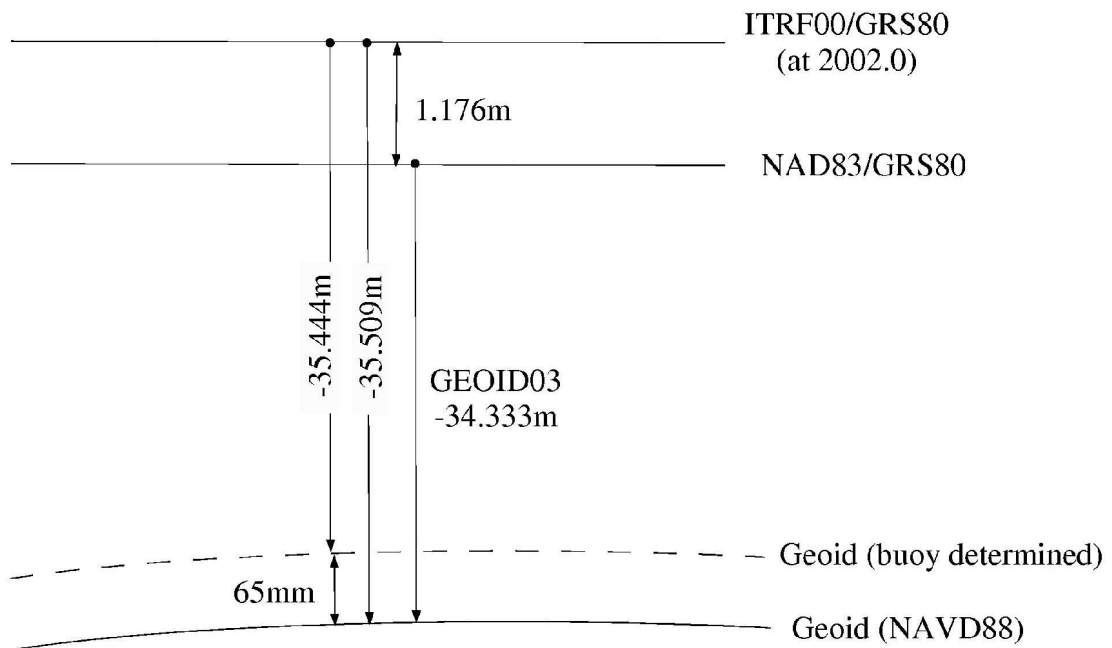 ITRF00/GRS80
(at 2002.0)
1.176m
NAD83/GRS80
-35.444m
-35.509m
GEOID03
-34.333m
Geoid (buoy determined)
65mm
Geoid (NAVD88)